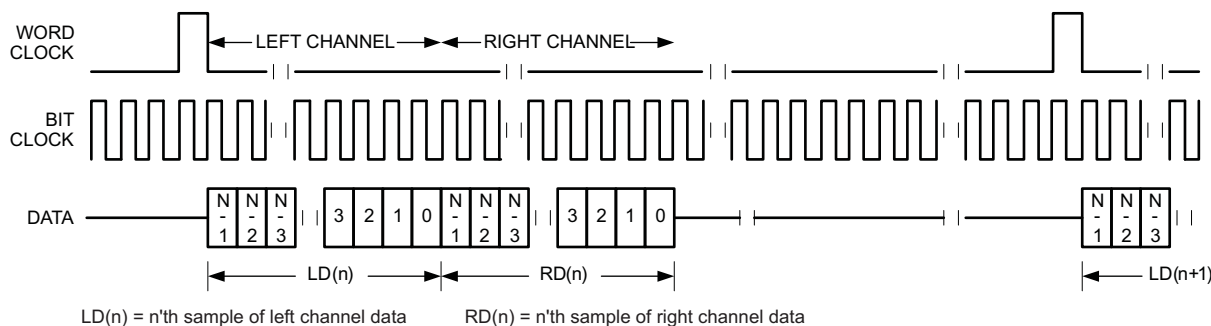 WORD
CLOCK
LEFT CHANNEL
RIGHT CHANNEL
BIT
CLOCK
DATA
N-1 N-2 N-3 3 2 1 0 N-1 N-2 N-3 3 2 1 0 N-1 N-2 N-3
LD(n) RD(n) LD(n+1)
LD(n) = n'th sample of left channel data RD(n) = n'th sample of right channel data